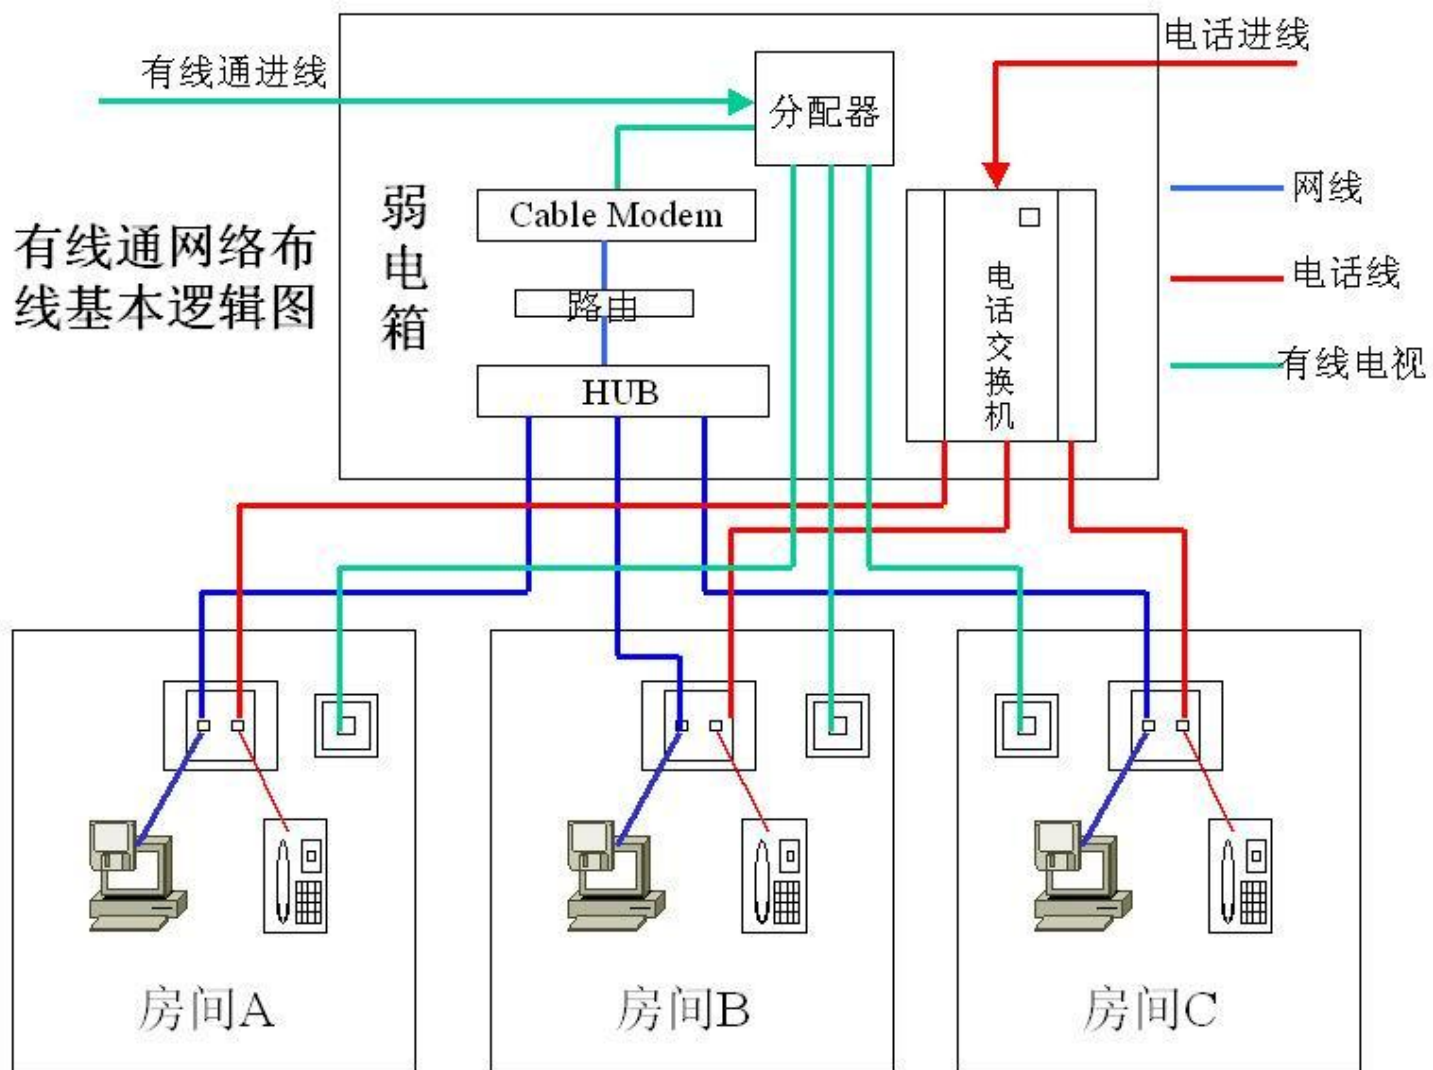 电话进线
有线通进线
分配器
弱电箱
Cable Modem
网线
有线通网络布
线基本逻辑图
路由
电话交换机
电话线
HUB
有线电视
房间A
房间B
房间C